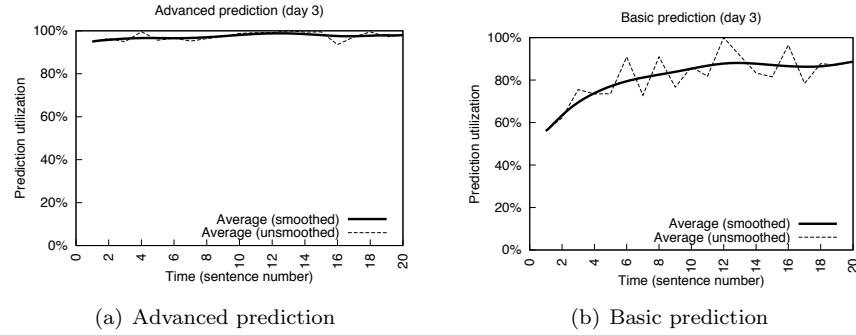 Advanced prediction (day 3)
100%
80%
60%
40%
20%
0%
Prediction utilization
Average (smoothed)
Average (unsmoothed)
0 2 4 6 8 10 12 14 16 18 20
Time (sentence number)
(a) Advanced prediction
Basic prediction (day 3)
100%
80%
60%
40%
20%
0%
Prediction utilization
Average (smoothed)
Average (unsmoothed)
0 2 4 6 8 10 12 14 16 18 20
Time (sentence number)
(b) Basic prediction